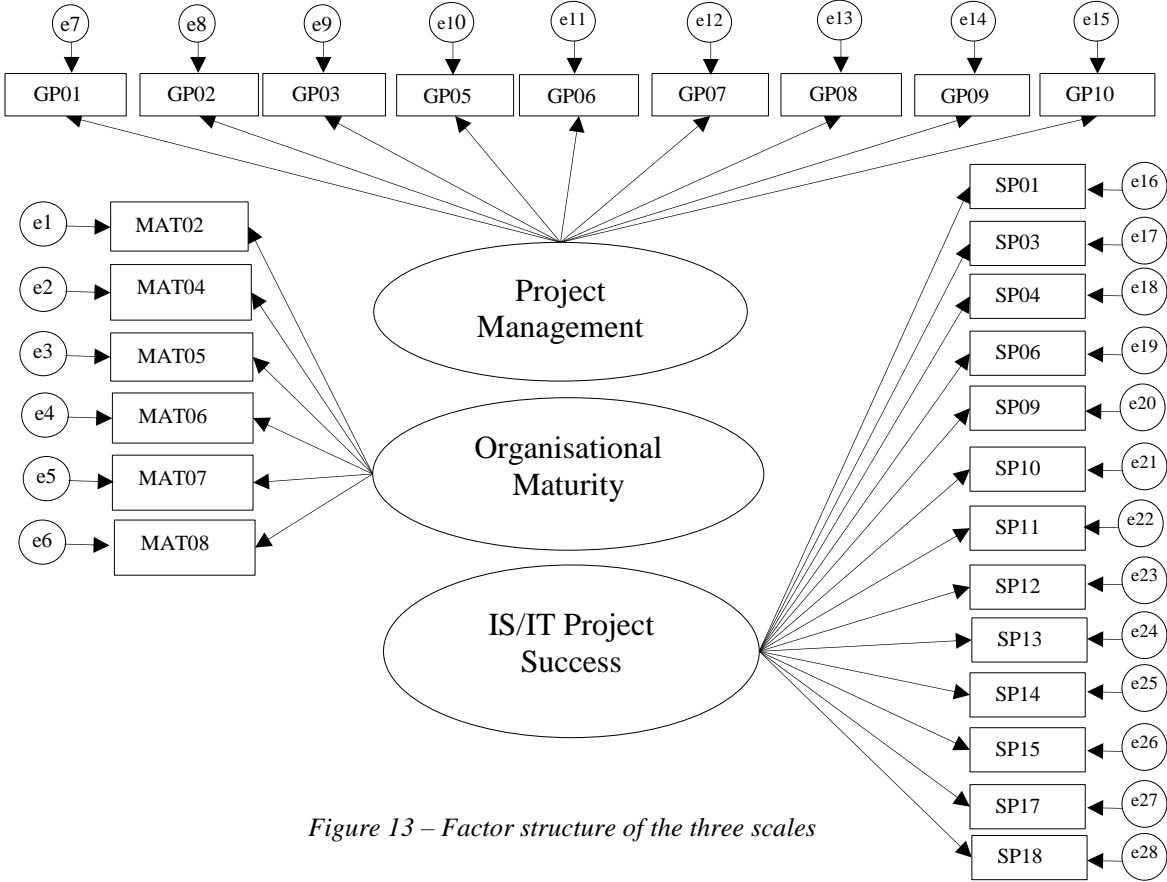 e7 e8 e9 e10 e11 e12 e13 e14 e15
GP01 GP02 GP03 GP05 GP06 GP07 GP08 GP09 GP10
e1 MAT02
e2 MAT04
e3 MAT05
e4 MAT06
e5 MAT07
e6 MAT08
Project
Management
Organisational
Maturity
IS/IT Project
Success
SP01 e16
SP03 e17
SP04 e18
SP06 e19
SP09 e20
SP10 e21
SP11 e22
SP12 e23
SP13 e24
SP14 e25
SP15 e26
SP17 e27
SP18 e28
Figure 13 – Factor structure of the three scales